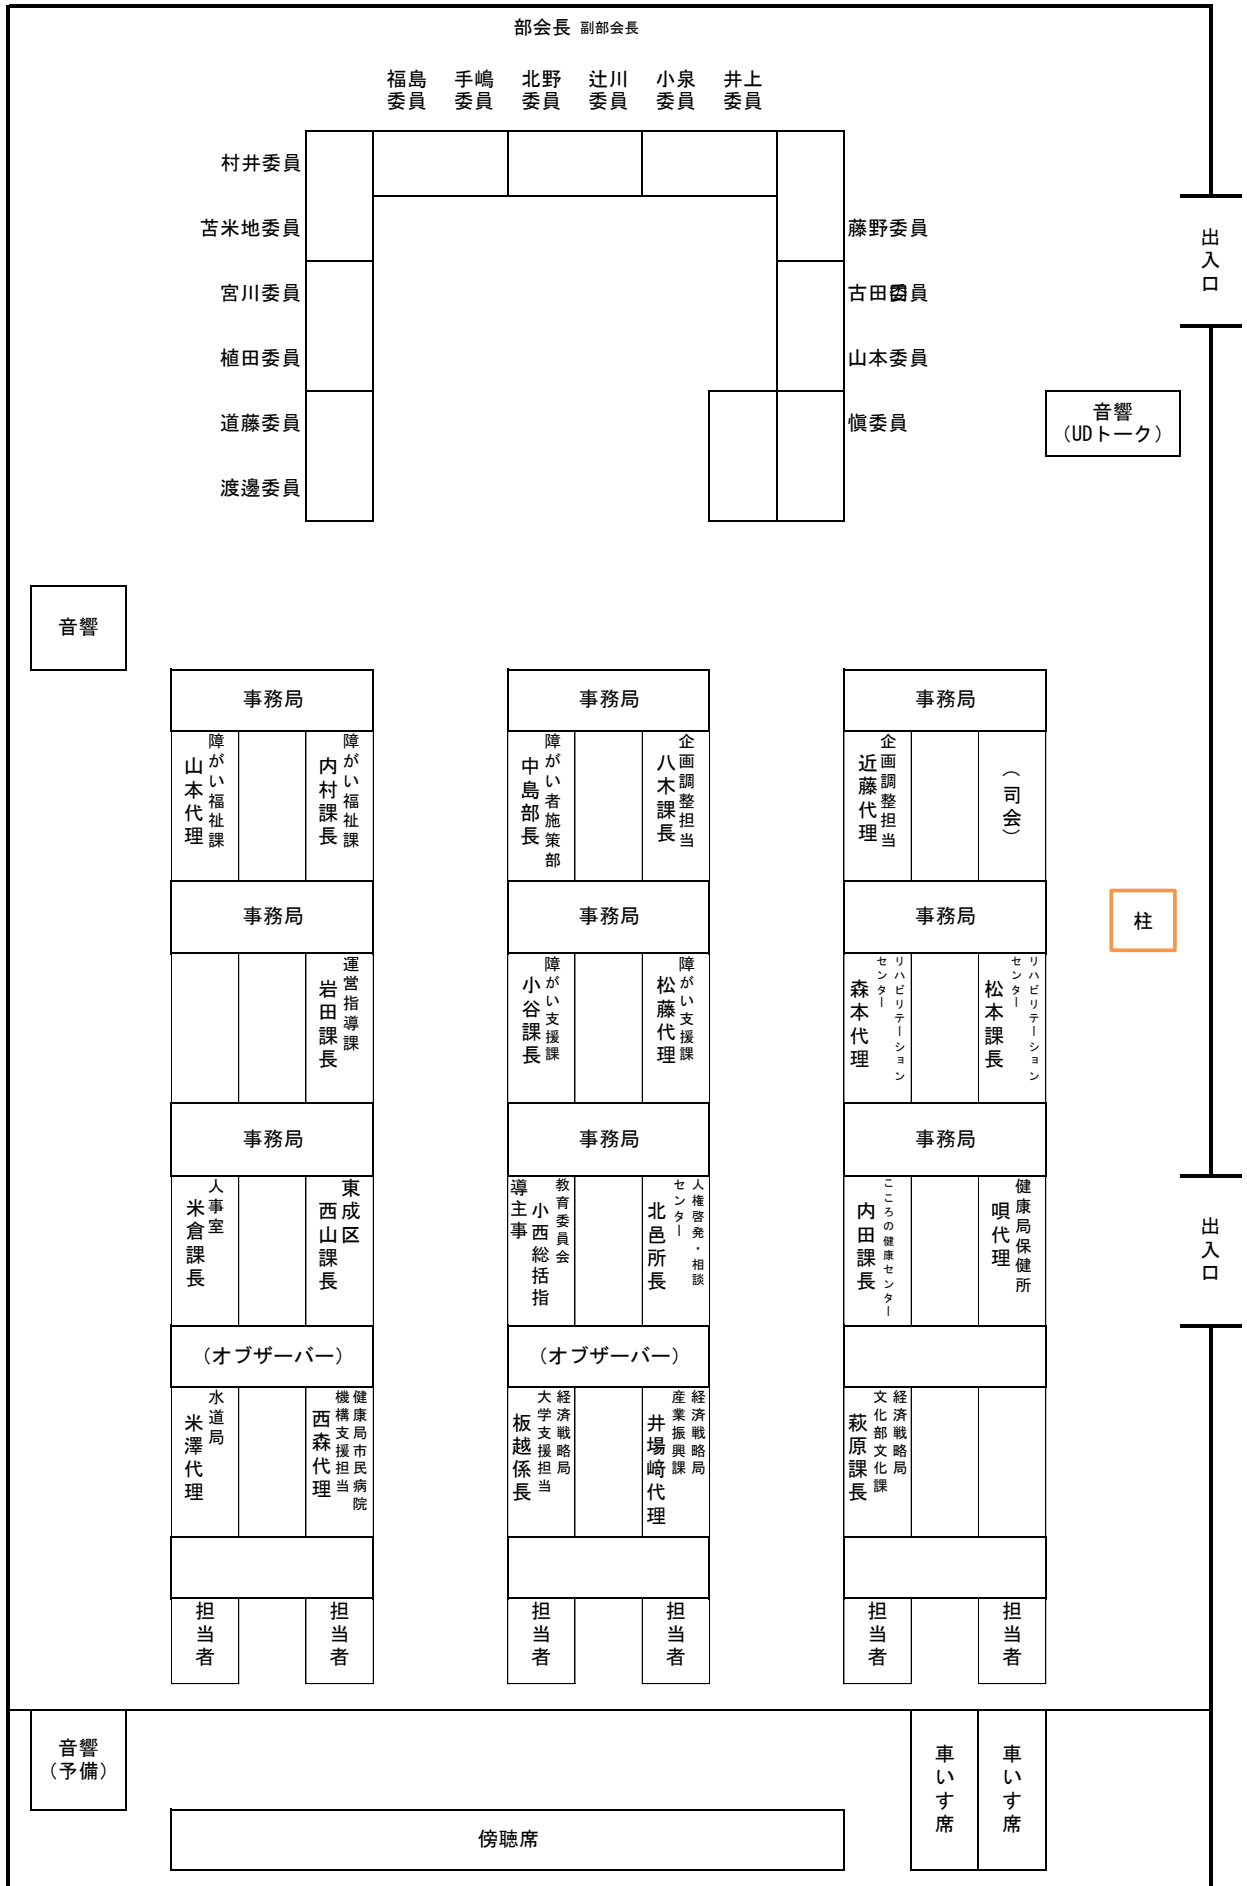 部会長 副部会長
福島委員 手嶋委員 北野委員 辻川委員 小泉委員 井上委員
村井委員
苫米地委員
宮川委員
植田委員
道藤委員
渡邊委員
藤野委員
古田委員
山本委員
愼委員
出入口
音響
(UDトーク)
音響
事務局 事務局 事務局
障がい福祉課
山本代理
障がい福祉課
内村課長
障がい者施策部
中島部長
企画調整担当
八木課長
企画調整担当
近藤代理
(司会)
事務局 事務局 事務局
柱
運営指導課
岩田課長
障がい支援課
小谷課長
障がい支援課
松藤代理
リハビリテーション
センター
森本代理
リハビリテーション
センター
松本課長
事務局 事務局 事務局
人事室
米倉課長
東成区
西山課長
教育委員会
小西総括指
導主事
人権啓発・相談
センター
北邑所長
こころの健康センター
内田課長
健康局保健所
唄代理
出入口
(オブザーバー) (オブザーバー)
水道局
米澤代理
健康局市民病院
機構支援担当
西森代理
経済戦略局
大学支援担当
板越係長
経済戦略局
産業振興課
井場﨑代理
経済戦略局
文化部文化課
萩原課長
担当者 担当者 担当者 担当者 担当者 担当者
音響
(予備)
車いす席 車いす席
傍聴席